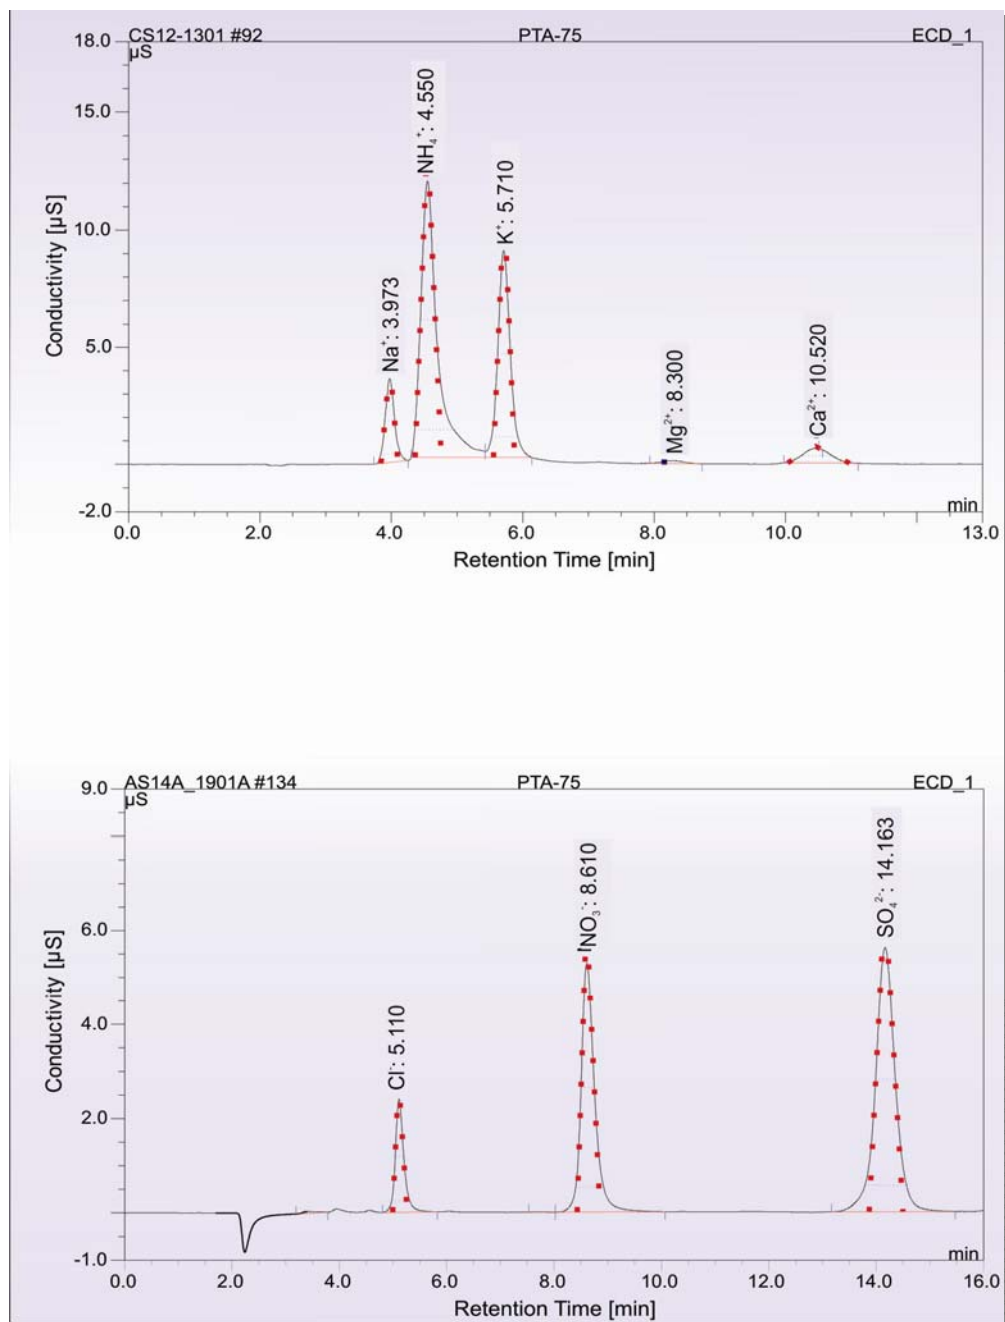 CS12-1301 #92 PTA-75 ECD_1
µS
18.0
15.0
10.0
5.0
-2.0
Conductivity [µS]
Na⁺: 3.973
NH₄⁺: 4.550
K⁺: 5.710
Mg²⁺: 8.300
Ca²⁺: 10.520
min
0.0 2.0 4.0 6.0 8.0 10.0 13.0
Retention Time [min]
AS14A_1901A #134 PTA-75 ECD_1
µS
9.0
6.0
4.0
2.0
-1.0
Conductivity [µS]
Cl⁻: 5.110
NO₃⁻: 8.610
SO₄²⁻: 14.163
min
0.0 2.0 4.0 6.0 8.0 10.0 12.0 14.0 16.0
Retention Time [min]